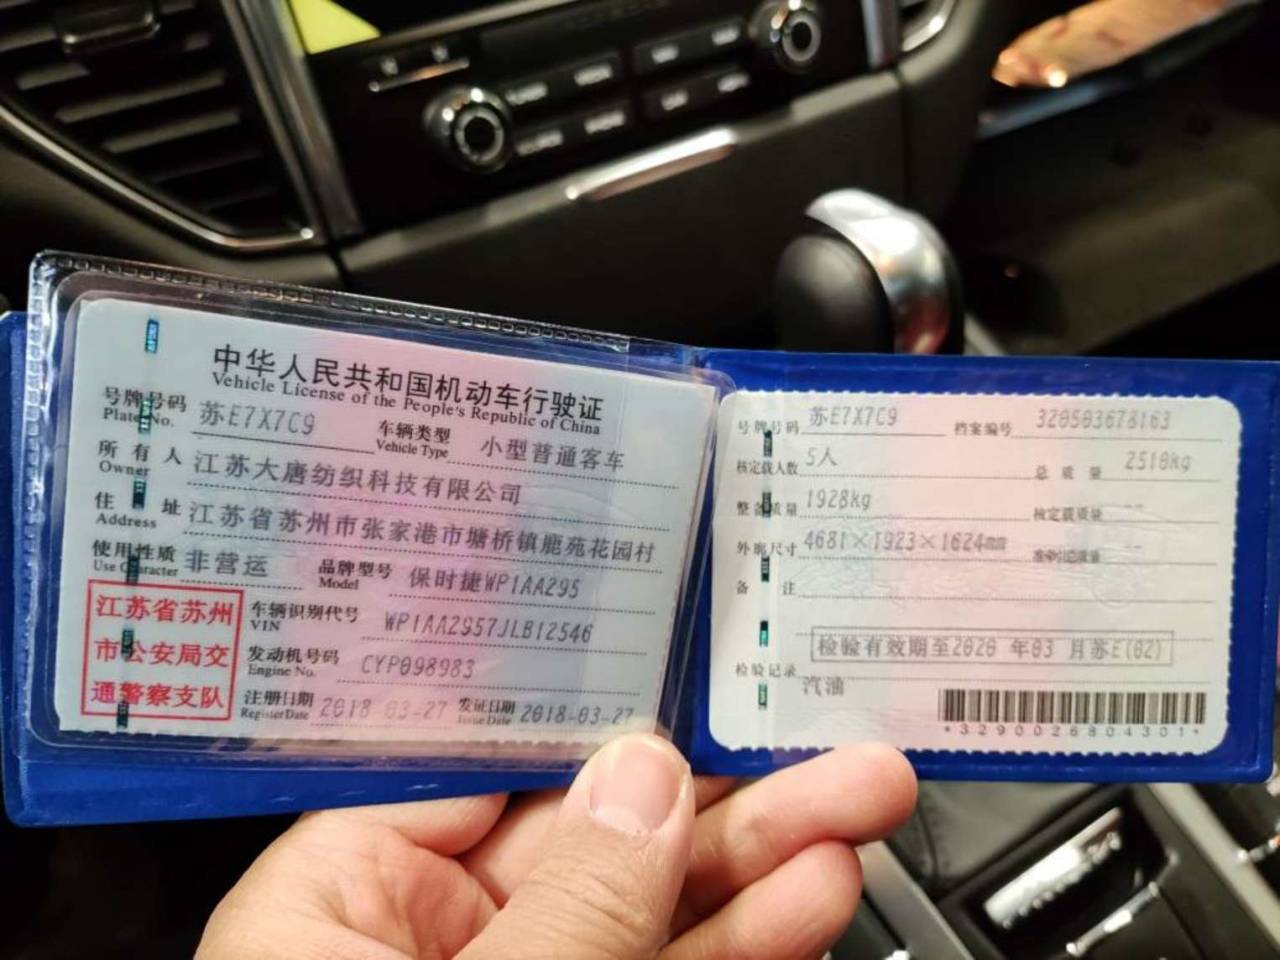 中华人民共和国机动车行驶证
Vehicle License of the People's Republic of China
号牌号码 苏E7X7C9 车辆类型 小型普通客车
Plate No. Vehicle Type
所有人 江苏大唐纺织科技有限公司
Owner
住址 江苏省苏州市张家港市塘桥镇鹿苑花园村
Address
使用性质 非营运 品牌型号 保时捷WP1AA295
Use Character Model
车辆识别代号 WP1AA2957JLB12546
VIN
发动机号码 CYP098983
Engine No.
注册日期 2018-03-27 发证日期 2018-03-27
Register Date Issue Date
江苏省苏州
市公安局交
通警察支队
号牌号码 苏E7X7C9 档案编号 320503678163
核定载人数 5人 总质量 2510kg
整备质量 1928kg 核定载质量 --
外廓尺寸 4681×1923×1624mm 准牵引总质量 --
备注
检验有效期至2020年03月苏E(02)
检验记录
汽油
*3290026804301*